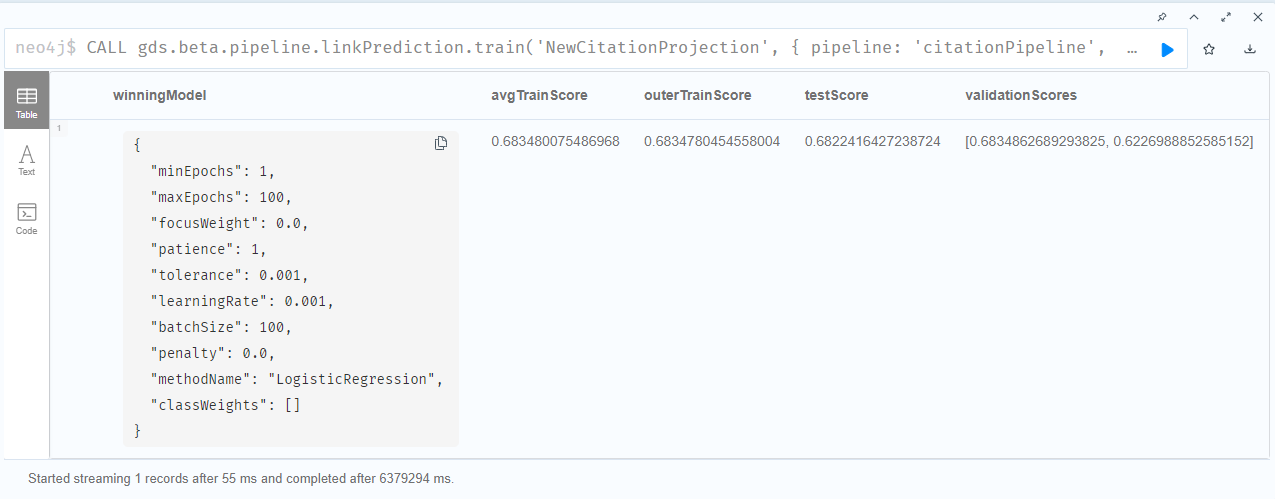 neo4j$ CALL gds.beta.pipeline.linkPrediction.train('NewCitationProjection', { pipeline: 'citationPipeline', …
winningModel avgTrainScore outerTrainScore testScore validationScores
Table
1
{
"minEpochs": 1,
"maxEpochs": 100,
"focusWeight": 0.0,
"patience": 1,
"tolerance": 0.001,
"learningRate": 0.001,
"batchSize": 100,
"penalty": 0.0,
"methodName": "LogisticRegression",
"classWeights": []
}
0.683480075486968 0.6834780454558004 0.6822416427238724 [0.6834862689293825, 0.6226988852585152]
A
Text
Code
Started streaming 1 records after 55 ms and completed after 6379294 ms.